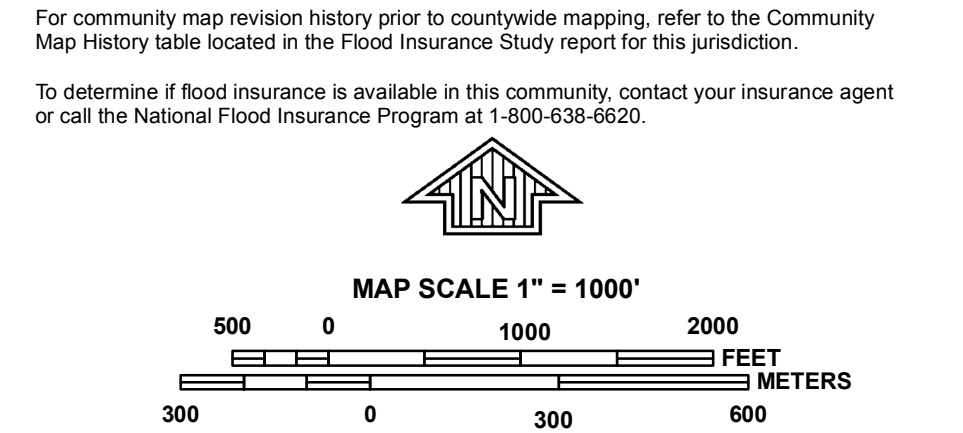 For community map revision history prior to countywide mapping, refer to the Community
Map History table located in the Flood Insurance Study report for this jurisdiction.
To determine if flood insurance is available in this community, contact your insurance agent
or call the National Flood Insurance Program at 1-800-638-6620.
N
MAP SCALE 1" = 1000'
500 0 1000 2000
FEET
METERS
300 0 300 600